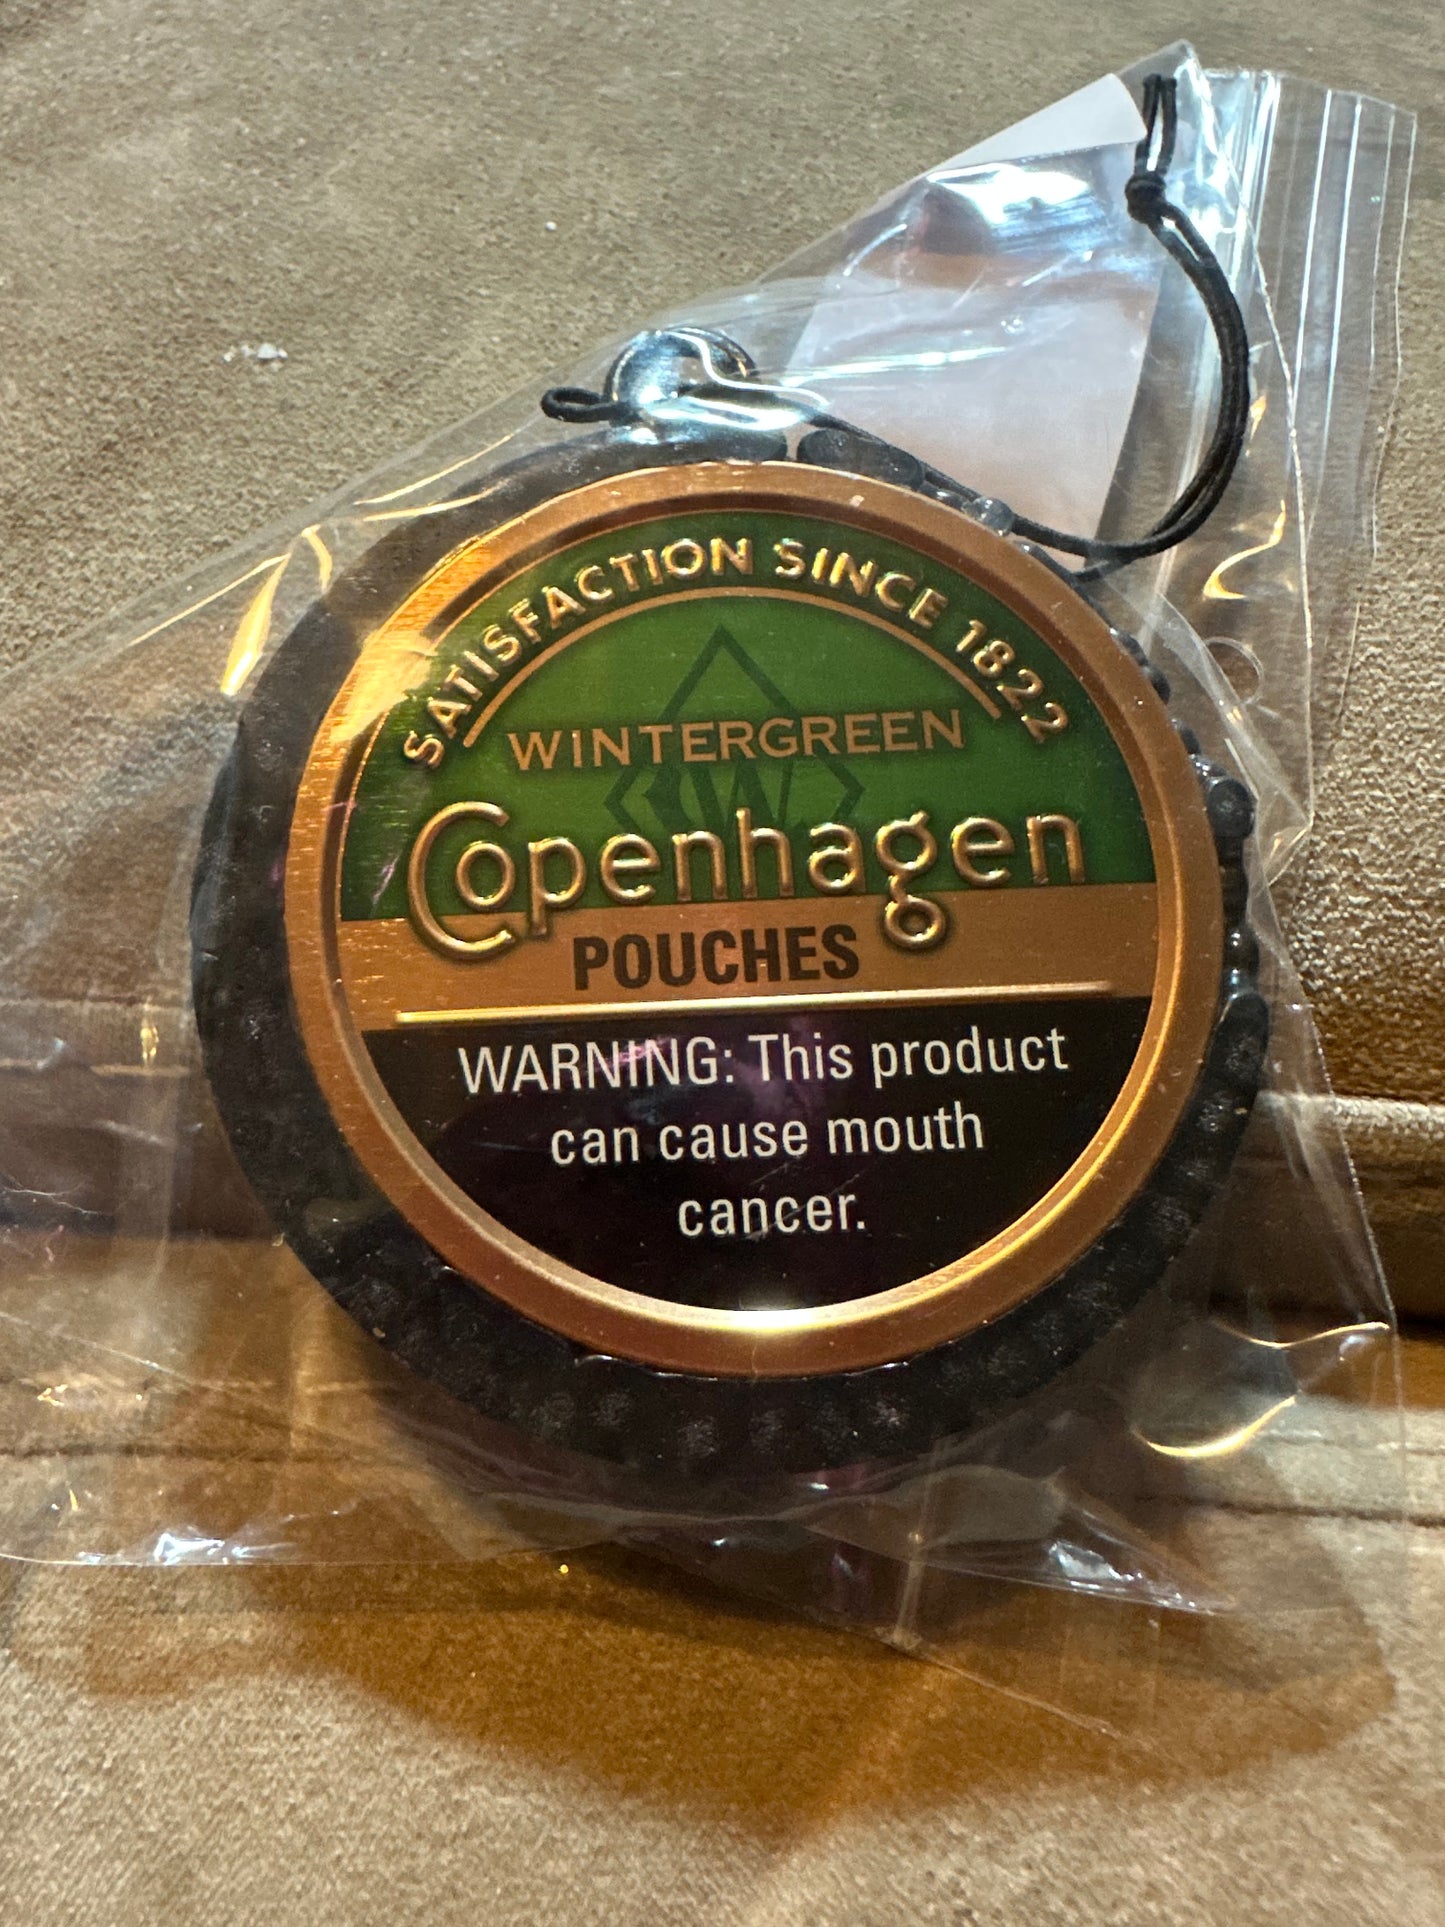 SATISFACTION SINCE 1822
WINTERGREEN
Copenhagen
POUCHES
WARNING: This product
can cause mouth
cancer.